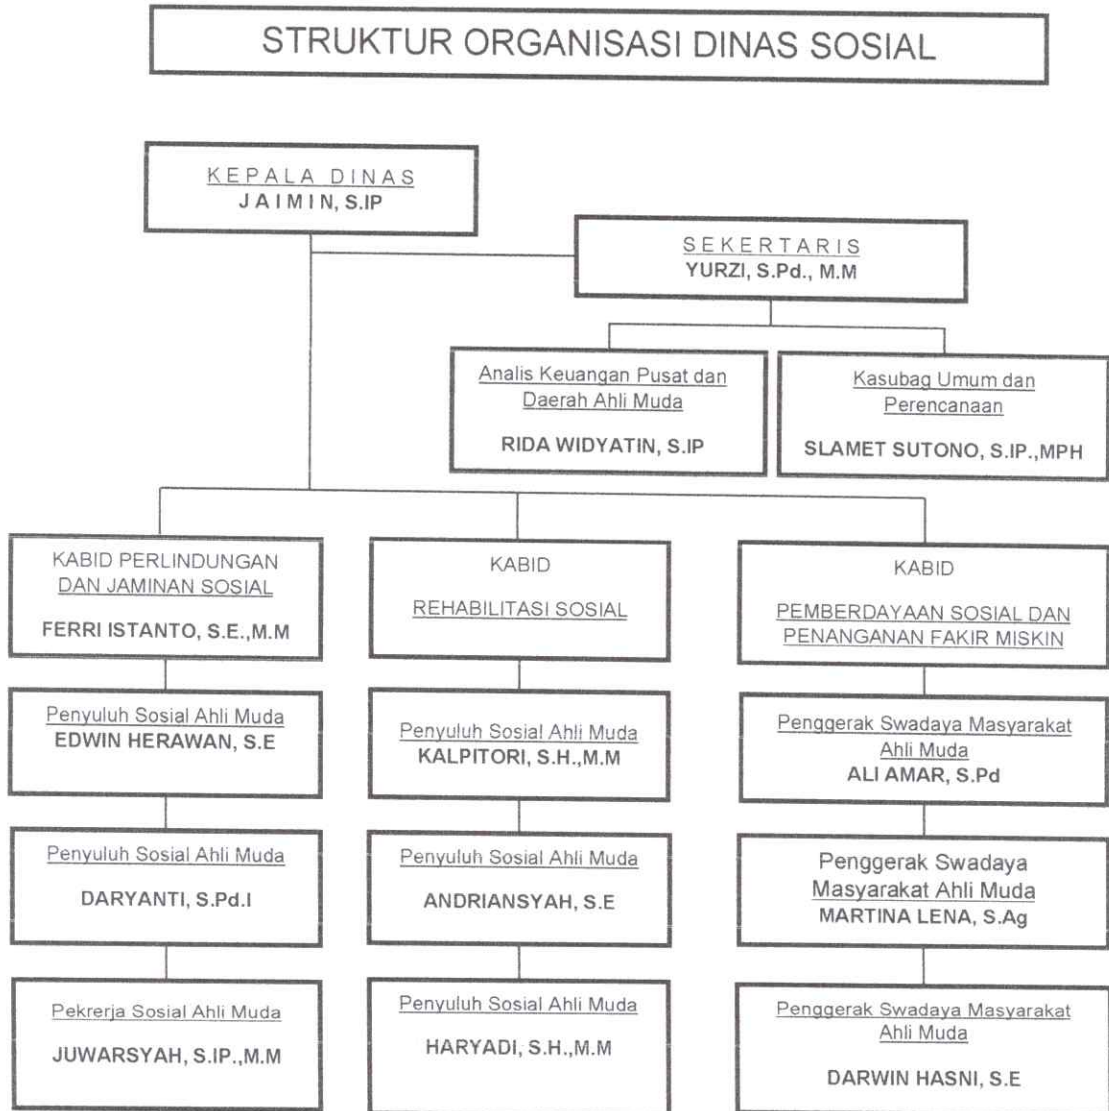 STRUKTUR ORGANISASI DINAS SOSIAL
KEPALA DINAS
JAIMIN, S.IP
SEKERTARIS
YURZI, S.Pd., M.M
Analis Keuangan Pusat dan
Daerah Ahli Muda
RIDA WIDYATIN, S.IP
Kasubag Umum dan
Perencanaan
SLAMET SUTONO, S.IP.,MPH
KABID PERLINDUNGAN
DAN JAMINAN SOSIAL
FERRI ISTANTO, S.E.,M.M
KABID
REHABILITASI SOSIAL
KABID
PEMBERDAYAAN SOSIAL DAN
PENANGANAN FAKIR MISKIN
Penyuluh Sosial Ahli Muda
EDWIN HERAWAN, S.E
Penyuluh Sosial Ahli Muda
KALPITORI, S.H.,M.M
Penggerak Swadaya Masyarakat
Ahli Muda
ALI AMAR, S.Pd
Penyuluh Sosial Ahli Muda
DARYANTI, S.Pd.I
Penyuluh Sosial Ahli Muda
ANDRIANSYAH, S.E
Penggerak Swadaya
Masyarakat Ahli Muda
MARTINA LENA, S.Ag
Pekrerja Sosial Ahli Muda
JUWARSYAH, S.IP.,M.M
Penyuluh Sosial Ahli Muda
HARYADI, S.H.,M.M
Penggerak Swadaya Masyarakat
Ahli Muda
DARWIN HASNI, S.E